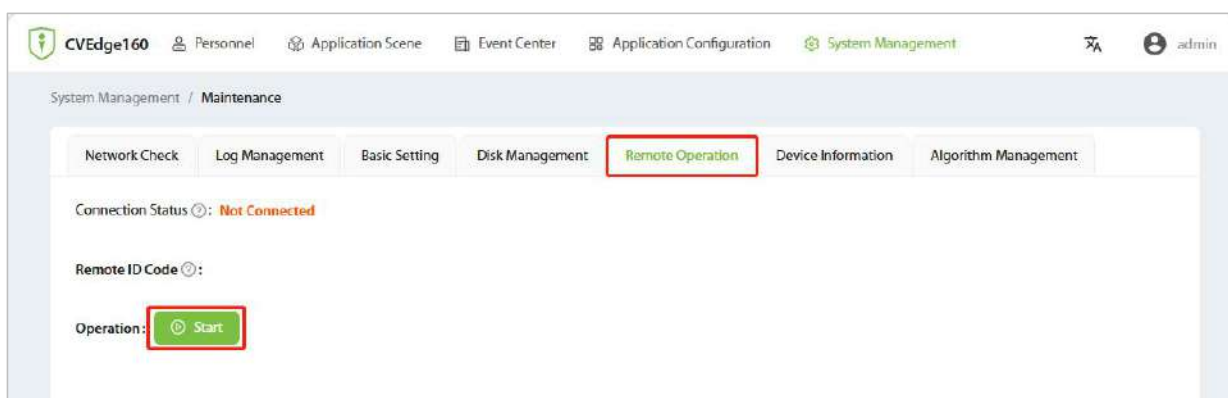 CVEdge160 Personnel Application Scene Event Center Application Configuration System Management admin
System Management / Maintenance
Network Check Log Management Basic Setting Disk Management Remote Operation Device Information Algorithm Management
Connection Status ?: Not Connected
Remote ID Code ?:
Operation: Start